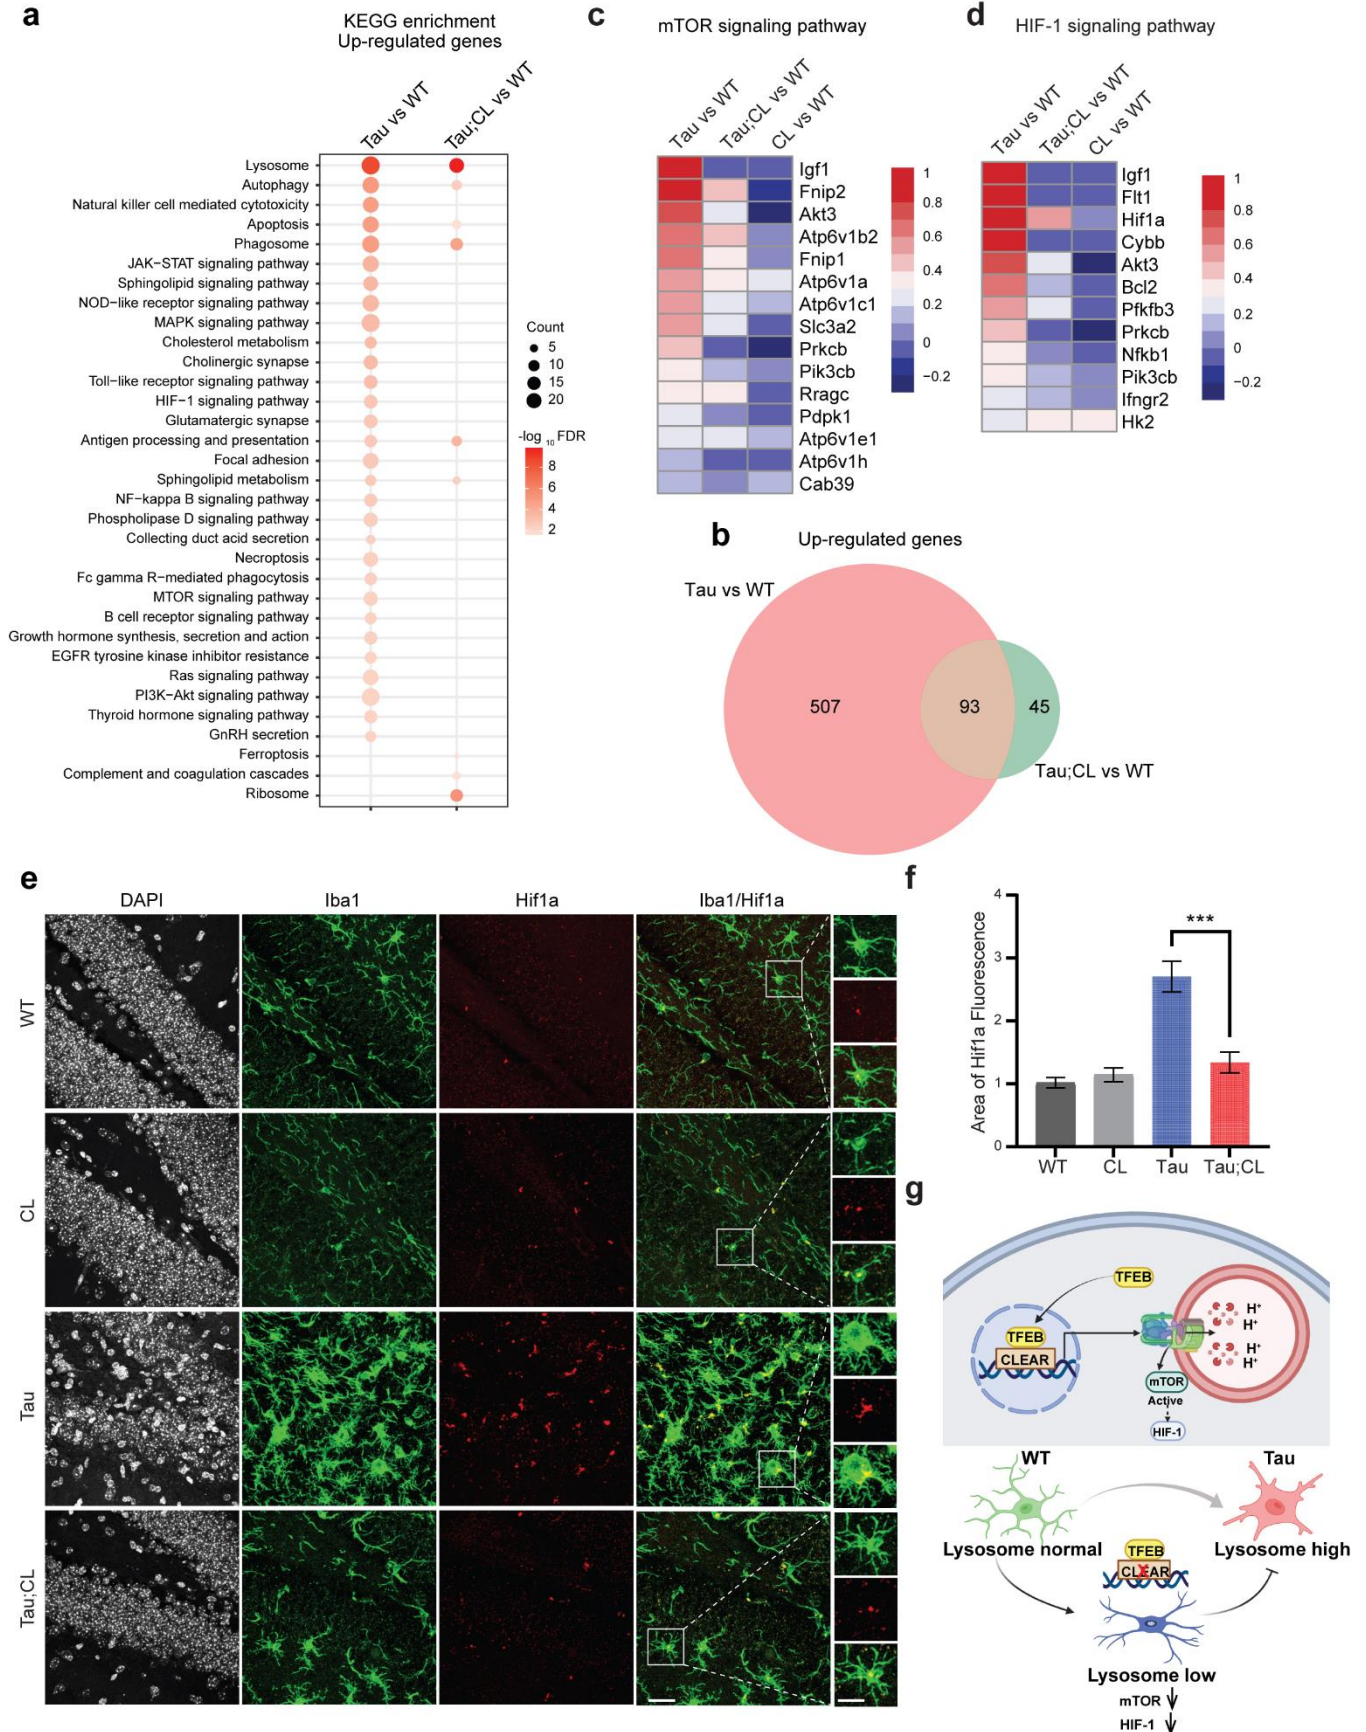 a
KEGG enrichment
Up-regulated genes
Tau vs WT
Tau;CL vs WT
Lysosome
Autophagy
Natural killer cell mediated cytotoxicity
Apoptosis
Phagosome
JAK−STAT signaling pathway
Sphingolipid signaling pathway
NOD−like receptor signaling pathway
MAPK signaling pathway
Cholesterol metabolism
Cholinergic synapse
Toll−like receptor signaling pathway
HIF−1 signaling pathway
Glutamatergic synapse
Antigen processing and presentation
Focal adhesion
Sphingolipid metabolism
NF−kappa B signaling pathway
Phospholipase D signaling pathway
Collecting duct acid secretion
Necroptosis
Fc gamma R−mediated phagocytosis
MTOR signaling pathway
B cell receptor signaling pathway
Growth hormone synthesis, secretion and action
EGFR tyrosine kinase inhibitor resistance
Ras signaling pathway
PI3K−Akt signaling pathway
Thyroid hormone signaling pathway
GnRH secretion
Ferroptosis
Complement and coagulation cascades
Ribosome
Count
5
10
15
20
-log 10 FDR
8
6
4
2
c
mTOR signaling pathway
Tau vs WT
Tau;CL vs WT
CL vs WT
Igf1
Fnip2
Akt3
Atp6v1b2
Fnip1
Atp6v1a
Atp6v1c1
Slc3a2
Prkcb
Pik3cb
Rragc
Pdpk1
Atp6v1e1
Atp6v1h
Cab39
1
0.8
0.6
0.4
0.2
0
−0.2
d
HIF-1 signaling pathway
Tau vs WT
Tau;CL vs WT
CL vs WT
Igf1
Flt1
Hif1a
Cybb
Akt3
Bcl2
Pfkfb3
Prkcb
Nfkb1
Pik3cb
Ifngr2
Hk2
1
0.8
0.6
0.4
0.2
0
−0.2
b
Up-regulated genes
Tau vs WT
507
93
45
Tau;CL vs WT
e
DAPI
Iba1
Hif1a
Iba1/Hif1a
WT
CL
Tau
Tau;CL
f
Area of Hif1a Fluorescence
4
3
2
1
0
***
WT
CL
Tau
Tau;CL
g
TFEB
TFEB
CLEAR
H+
H+
H+
H+
mTOR
Active
HIF-1
WT
Tau
Lysosome normal
Lysosome high
TFEB
CLEAR
Lysosome low
mTOR
HIF-1